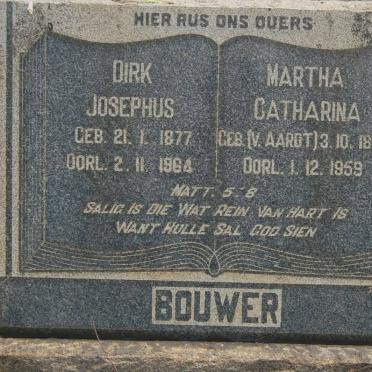 HIER RUS ONS OUERS
DIRK
JOSEPHUS
GEB. 21. 1. 1877
OORL. 2. 11. 1964
MARTHA
CATHARINA
GEB. (V. AARDT) 3. 10. 18
OORL. 1. 12. 1959
MATT. 5-8
SALIG IS DIE WAT REIN VAN HART IS
WANT HULLE SAL GOD SIEN
BOUWER